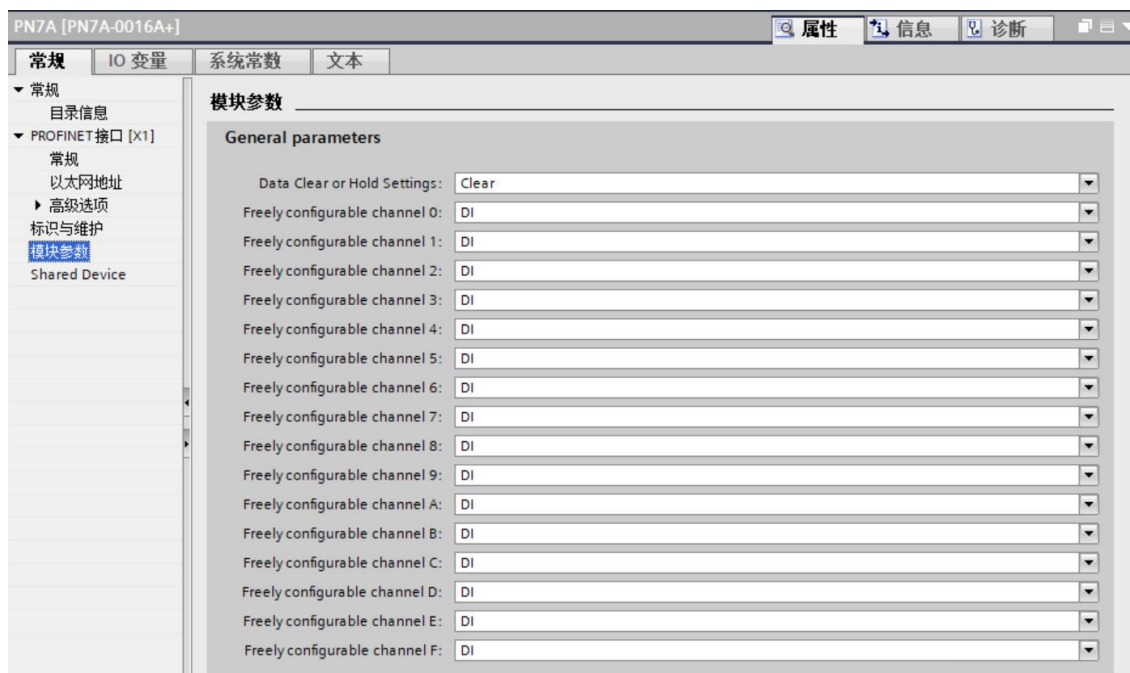 PN7A [PN7A-0016A+]
属性 信息 诊断
常规 IO 变量 系统常数 文本
常规
目录信息
PROFINET接口 [X1]
常规
以太网地址
高级选项
标识与维护
模块参数
Shared Device
模块参数
General parameters
Data Clear or Hold Settings: Clear
Freely configurable channel 0: DI
Freely configurable channel 1: DI
Freely configurable channel 2: DI
Freely configurable channel 3: DI
Freely configurable channel 4: DI
Freely configurable channel 5: DI
Freely configurable channel 6: DI
Freely configurable channel 7: DI
Freely configurable channel 8: DI
Freely configurable channel 9: DI
Freely configurable channel A: DI
Freely configurable channel B: DI
Freely configurable channel C: DI
Freely configurable channel D: DI
Freely configurable channel E: DI
Freely configurable channel F: DI